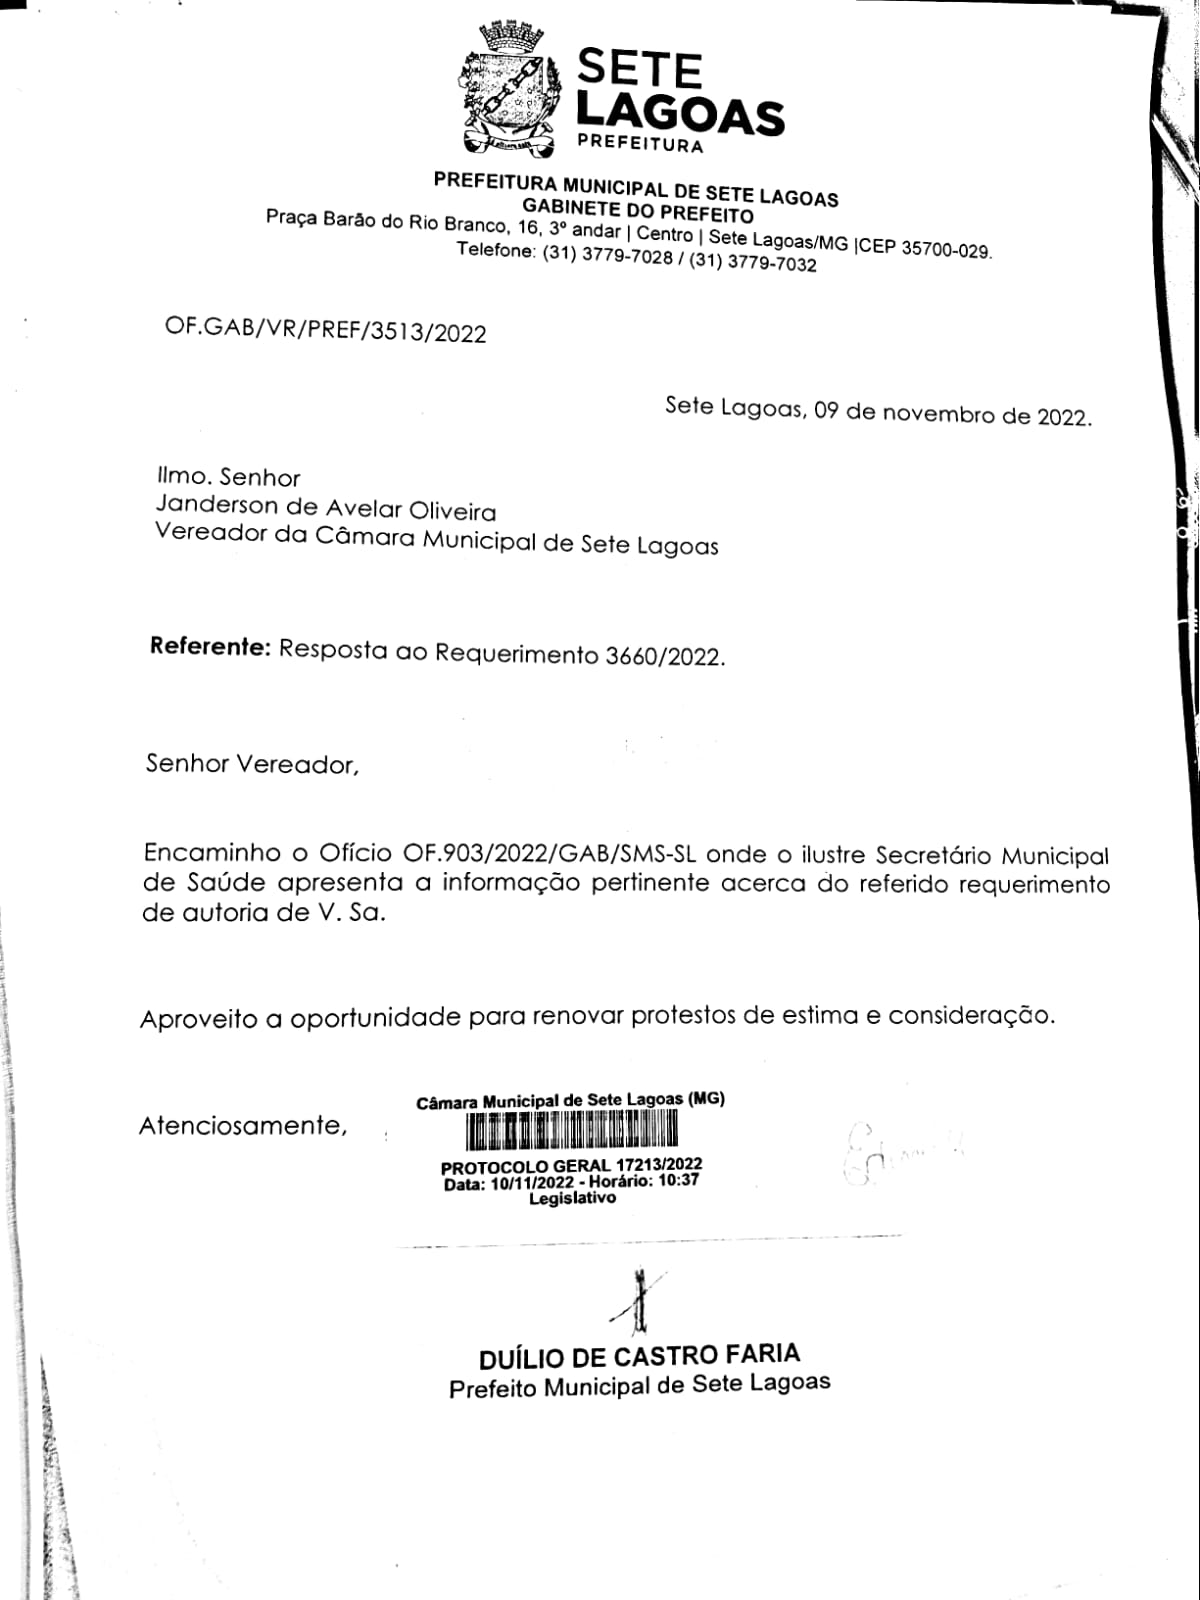 SETE
LAGOAS
PREFEITURA
PREFEITURA MUNICIPAL DE SETE LAGOAS
GABINETE DO PREFEITO
Praça Barão do Rio Branco, 16, 3º andar | Centro | Sete Lagoas/MG |CEP 35700-029.
Telefone: (31) 3779-7028 / (31) 3779-7032
OF.GAB/VR/PREF/3513/2022
Sete Lagoas, 09 de novembro de 2022.
Ilmo. Senhor
Janderson de Avelar Oliveira
Vereador da Câmara Municipal de Sete Lagoas
Referente: Resposta ao Requerimento 3660/2022.
Senhor Vereador,
Encaminho o Ofício OF.903/2022/GAB/SMS-SL onde o ilustre Secretário Municipal
de Saúde apresenta a informação pertinente acerca do referido requerimento
de autoria de V. Sa.
Aproveito a oportunidade para renovar protestos de estima e consideração.
Atenciosamente,
Câmara Municipal de Sete Lagoas (MG)
PROTOCOLO GERAL 17213/2022
Data: 10/11/2022 - Horário: 10:37
Legislativo
DUÍLIO DE CASTRO FARIA
Prefeito Municipal de Sete Lagoas